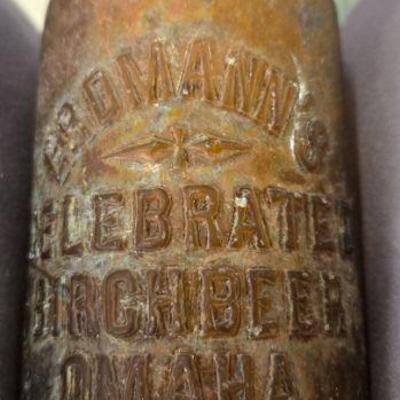 ERDMANN'S
CELEBRATED
BIRCH BEER
OMAHA